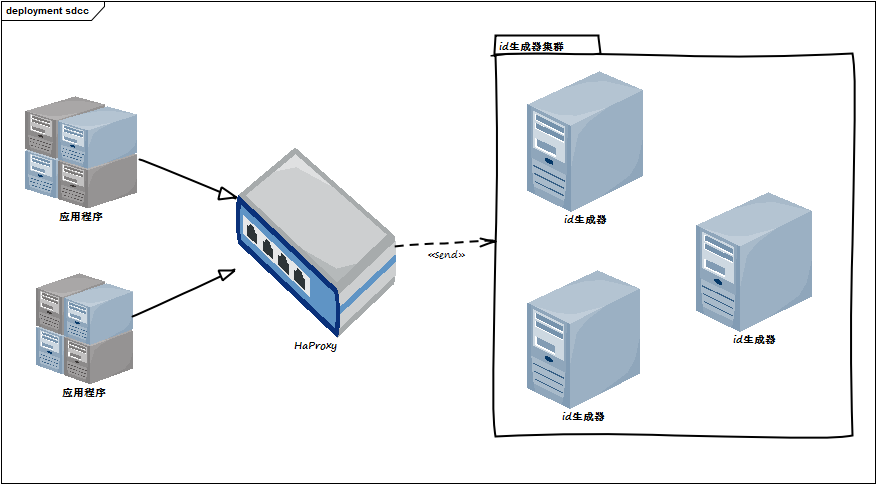 deployment sdcc
id生成器集群
id生成器
应用程序
id生成器
«send»
HaProxy
id生成器
应用程序